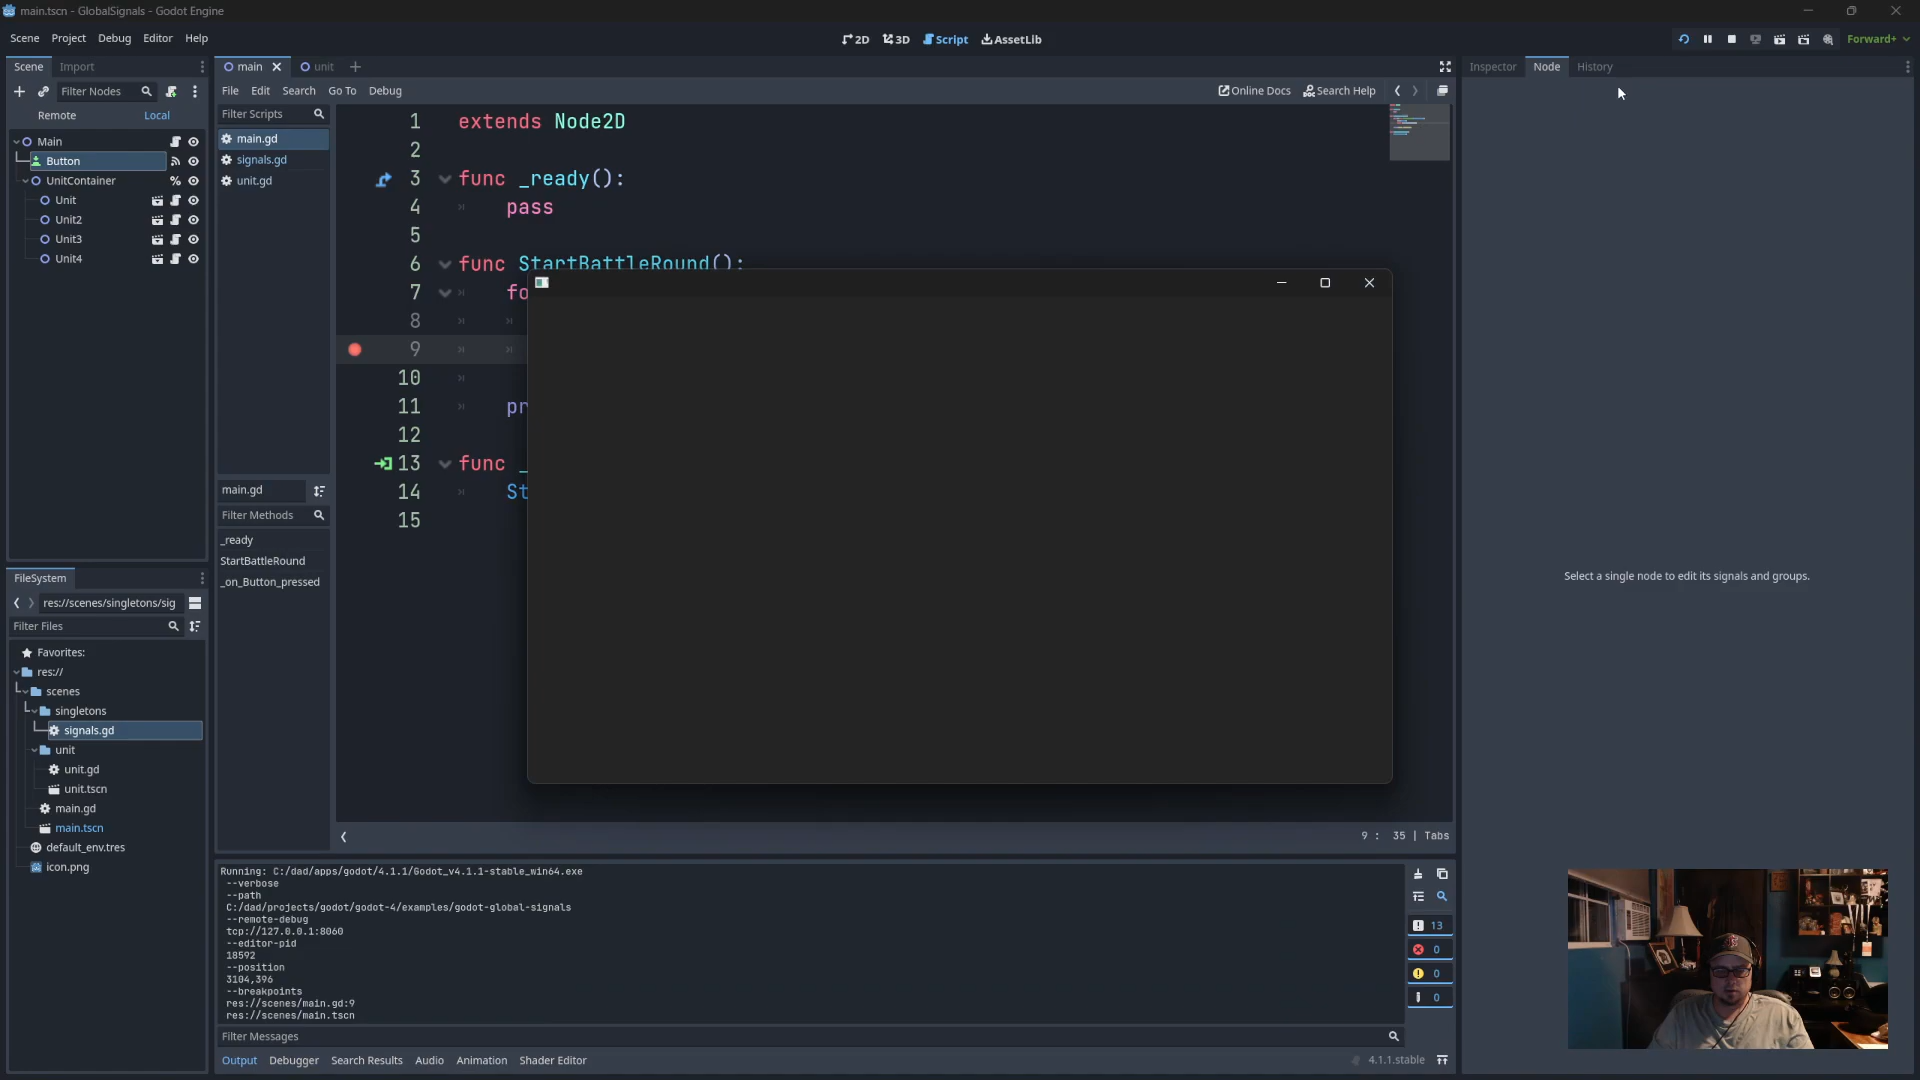 main.tscn - GlobalSignals - Godot Engine
Scene Project Debug Editor Help
2D 3D Script AssetLib
Forward+
Scene Import
Filter Nodes
Remote Local
Main
Button
UnitContainer
Unit
Unit2
Unit3
Unit4
FileSystem
res://scenes/singletons/sig
Filter Files
Favorites:
res://
scenes
singletons
signals.gd
unit
unit.gd
unit.tscn
main.gd
main.tscn
default_env.tres
icon.png
main unit
File Edit Search Go To Debug
Online Docs Search Help
Filter Scripts
main.gd
signals.gd
unit.gd
main.gd
Filter Methods
_ready
StartBattleRound
_on_Button_pressed
1 extends Node2D
2
3 func _ready():
4 pass
5
6 func StartBattleRound():
7 fo
8
9
10
11 pr
12
13 func _
14 St
15
9 : 35 | Tabs
Running: C:/dad/apps/godot/4.1.1/Godot_v4.1.1-stable_win64.exe
--verbose
--path
C:/dad/projects/godot/godot-4/examples/godot-global-signals
--remote-debug
tcp://127.0.0.1:8060
--editor-pid
18592
--position
3104,396
--breakpoints
res://scenes/main.gd:9
res://scenes/main.tscn
13
0
0
0
Filter Messages
Output Debugger Search Results Audio Animation Shader Editor
4.1.1.stable
Inspector Node History
Select a single node to edit its signals and groups.